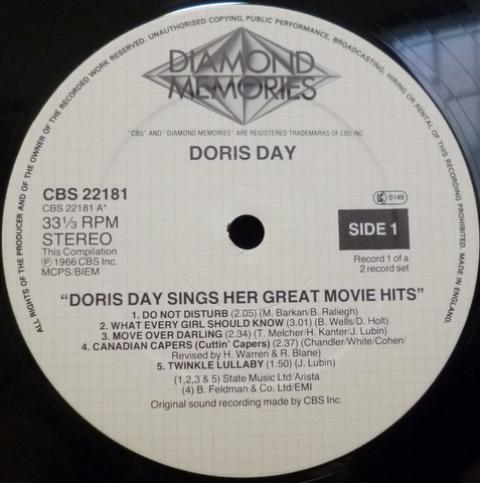 ALL RIGHTS OF THE PRODUCER AND OF THE OWNER OF THE RECORDED WORK RESERVED. UNAUTHORISED COPYING, PUBLIC PERFORMANCE, BROADCASTING, HIRING OR RENTAL OF THIS RECORDING PROHIBITED. MADE IN ENGLAND.
DIAMOND
MEMORIES
"CBS" AND "DIAMOND MEMORIES" ARE REGISTERED TRADEMARKS OF CBS INC
DORIS DAY
CBS 22181
CBS 22181 A*
33⅓ RPM
STEREO
This Compilation
Ⓟ 1966 CBS Inc.
MCPS/BIEM
LC 0149
SIDE 1
Record 1 of a
2 record set
"DORIS DAY SINGS HER GREAT MOVIE HITS"
1. DO NOT DISTURB (2.05) (M. Barkan/B. Raliegh)
2. WHAT EVERY GIRL SHOULD KNOW (3.01) (B. Wells/D. Holt)
3. MOVE OVER DARLING (2.34) (T. Melcher/H. Kanter/J. Lubin)
4. CANADIAN CAPERS (Cuttin' Capers) (2.37) (Chandler/White/Cohen/
Revised by H. Warren & R. Blane)
5. TWINKLE LULLABY (1.50) (J. Lubin)
(1,2,3 & 5) State Music Ltd/Arista
(4) B. Feldman & Co. Ltd/EMI
Original sound recording made by CBS Inc.